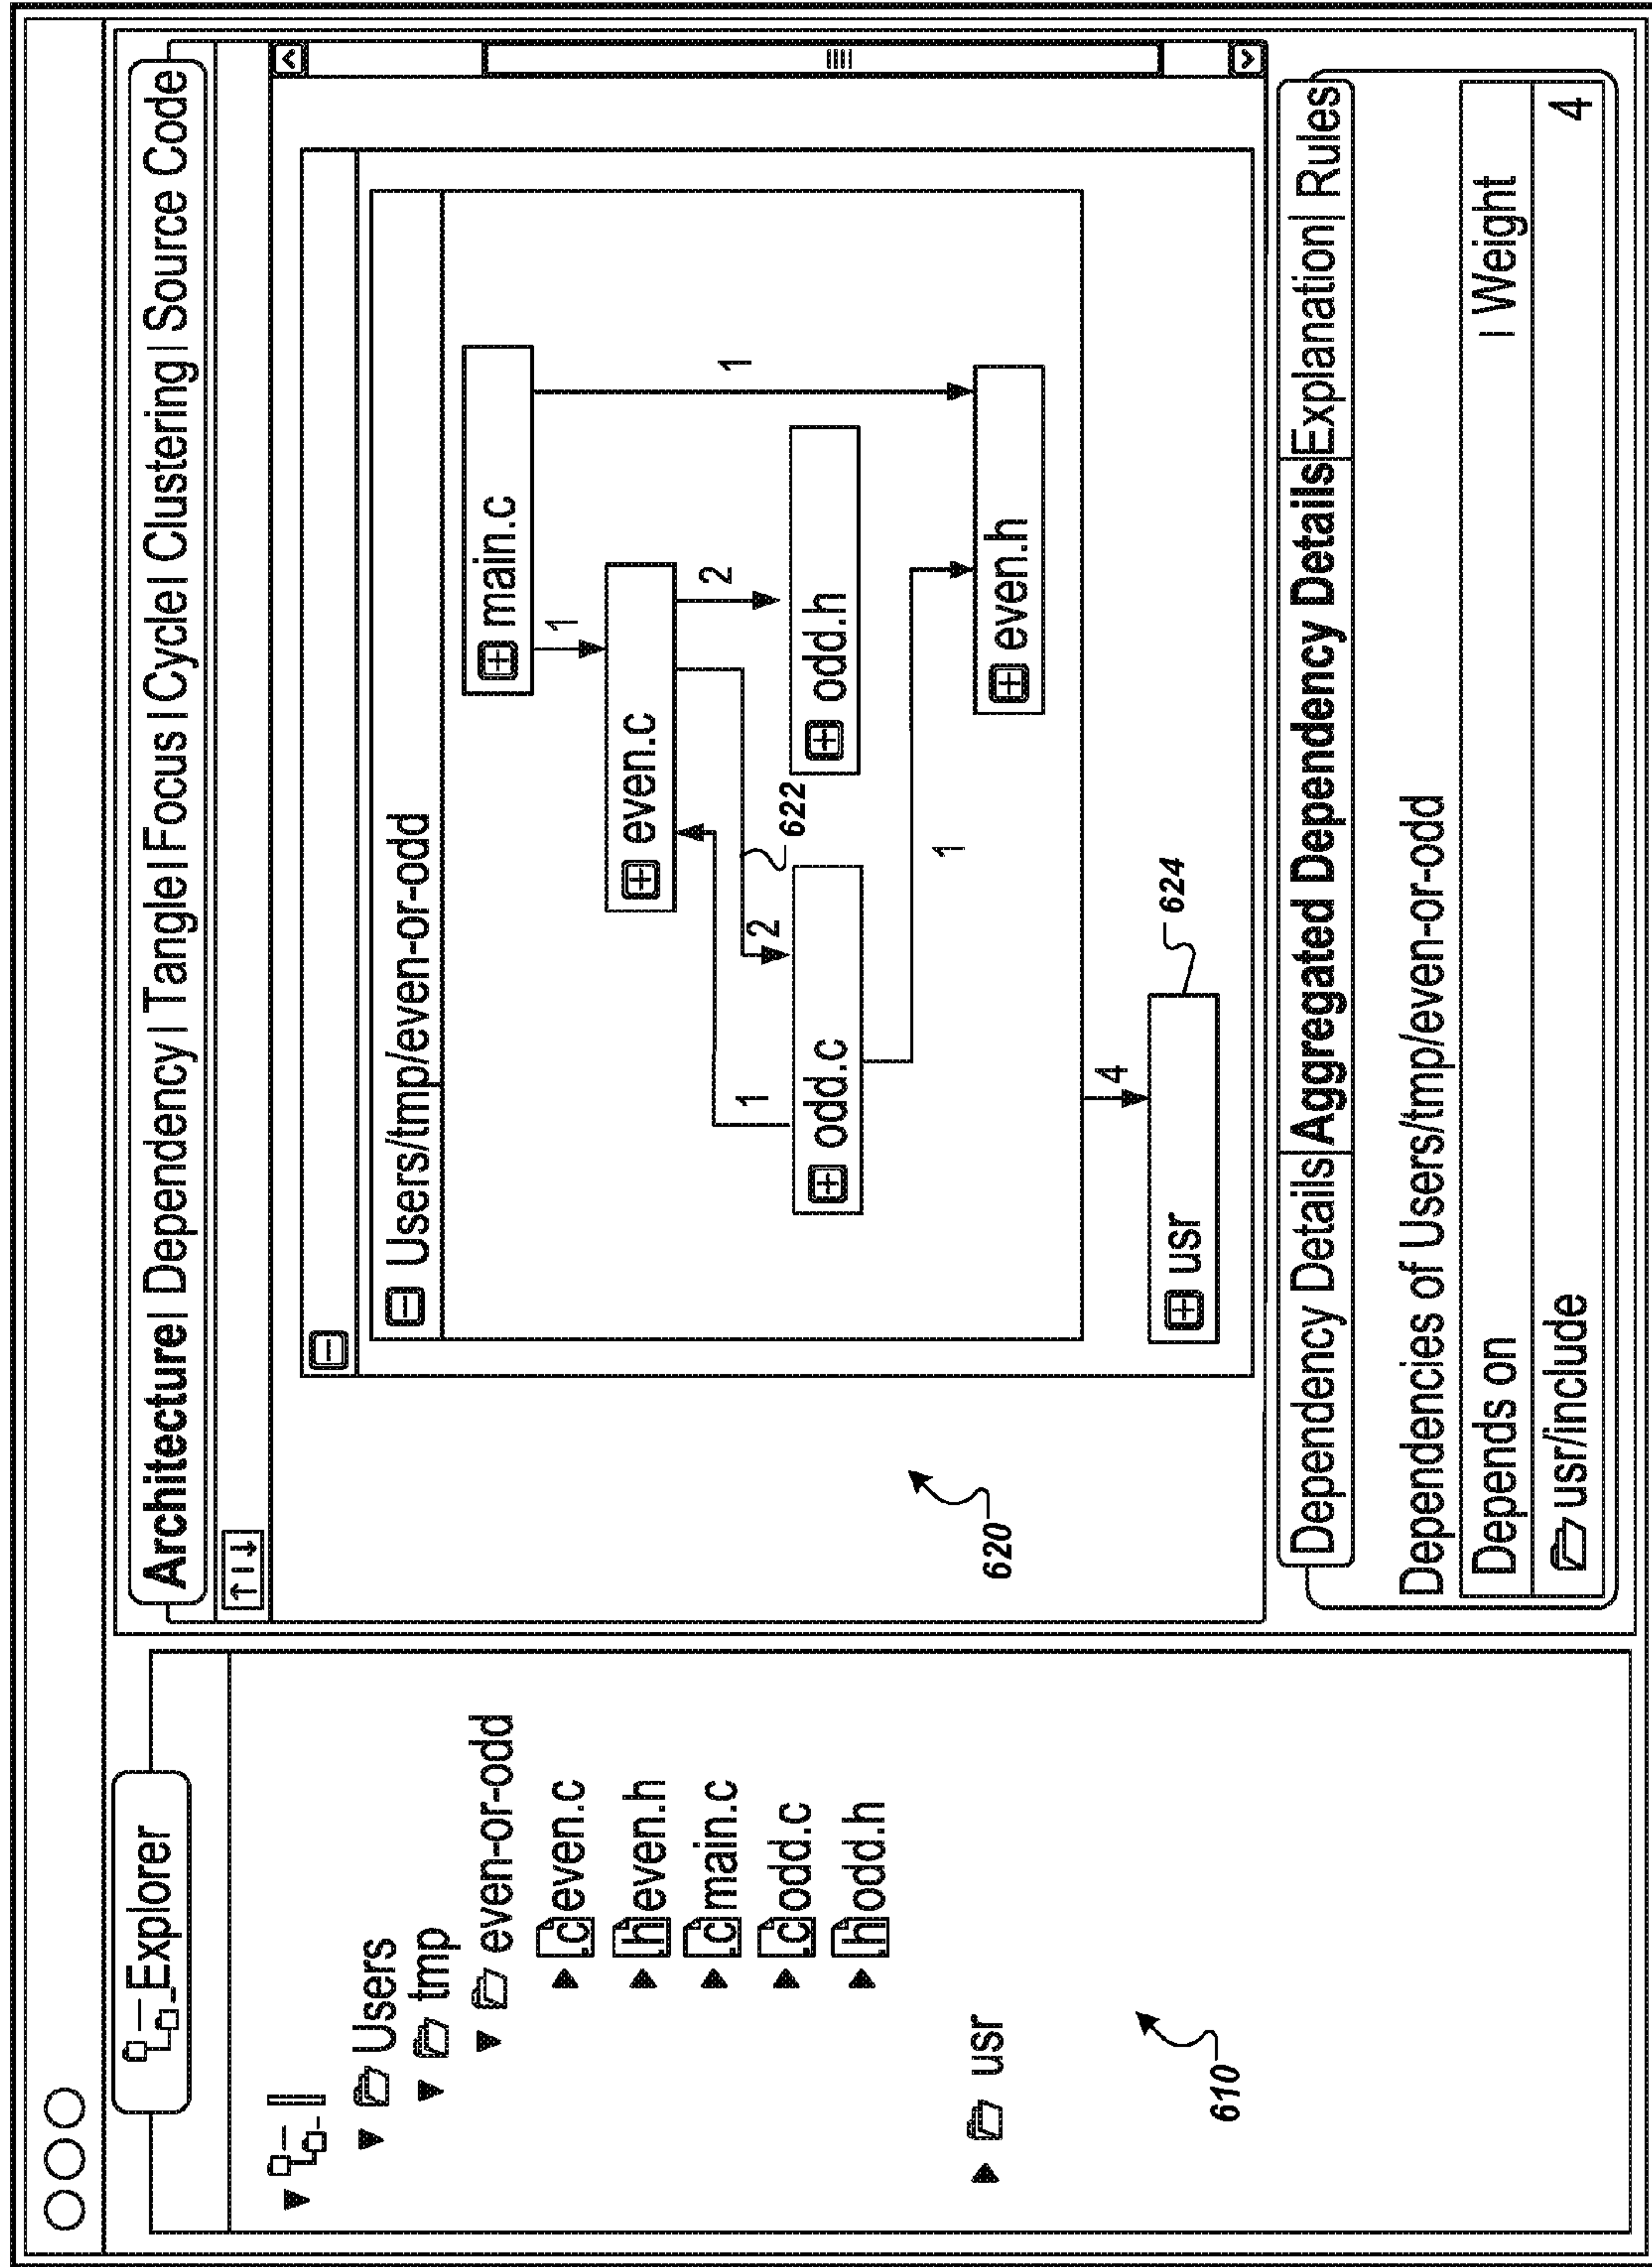 Explorer
Users
tmp
even-or-odd
.c even.c
.h even.h
.c main.c
.c odd.c
.h odd.h
usr
610
Architecture | Dependency | Tangle | Focus | Cycle | Clustering | Source Code
Users/tmp/even-or-odd
main.c
1
1
even.c
2
2
622
1
odd.c
odd.h
1
even.h
4
usr
624
620
Dependency Details Aggregated Dependency Details Explanation | Rules
Dependencies of Users/tmp/even-or-odd
Depends on | Weight
usr/include 4